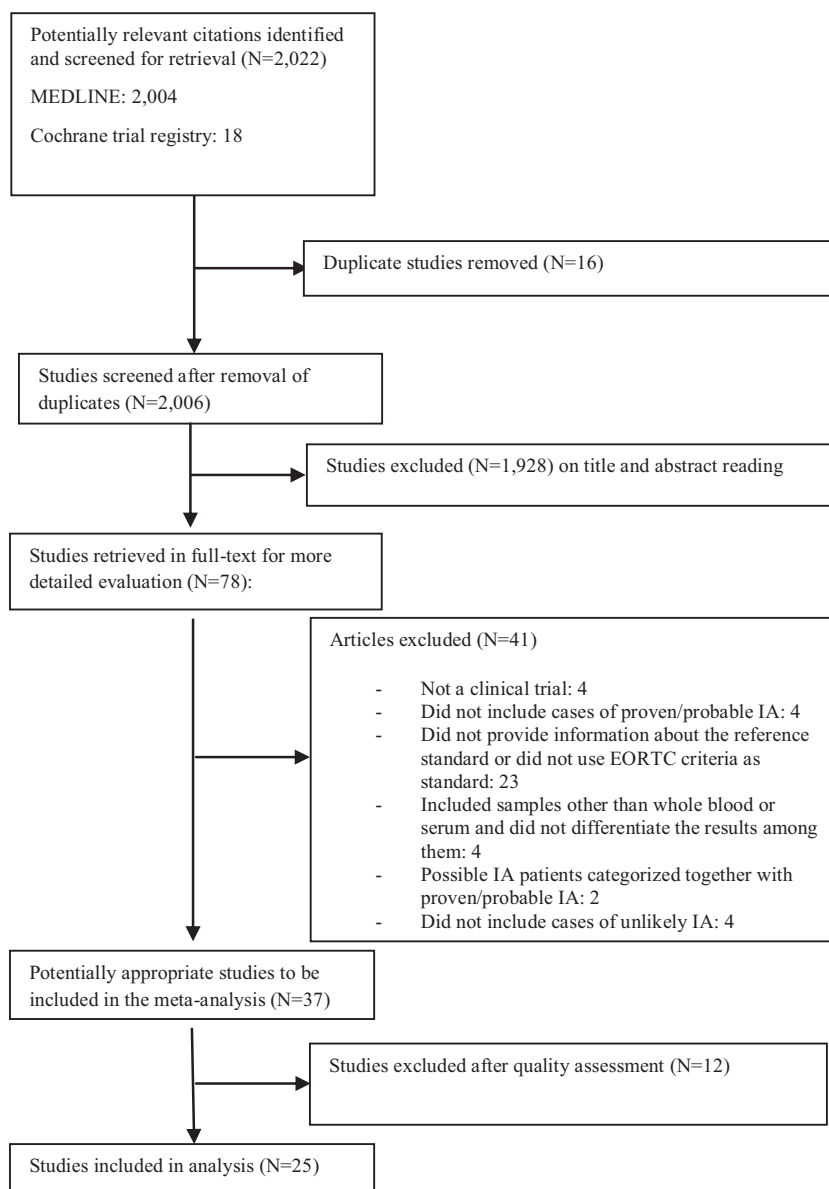 Potentially relevant citations identified
and screened for retrieval (N=2,022)
MEDLINE: 2,004
Cochrane trial registry: 18
Duplicate studies removed (N=16)
Studies screened after removal of
duplicates (N=2,006)
Studies excluded (N=1,928) on title and abstract reading
Studies retrieved in full-text for more
detailed evaluation (N=78):
Articles excluded (N=41)
- Not a clinical trial: 4
- Did not include cases of proven/probable IA: 4
- Did not provide information about the reference
standard or did not use EORTC criteria as
standard: 23
- Included samples other than whole blood or
serum and did not differentiate the results among
them: 4
- Possible IA patients categorized together with
proven/probable IA: 2
- Did not include cases of unlikely IA: 4
Potentially appropriate studies to be
included in the meta-analysis (N=37)
Studies excluded after quality assessment (N=12)
Studies included in analysis (N=25)